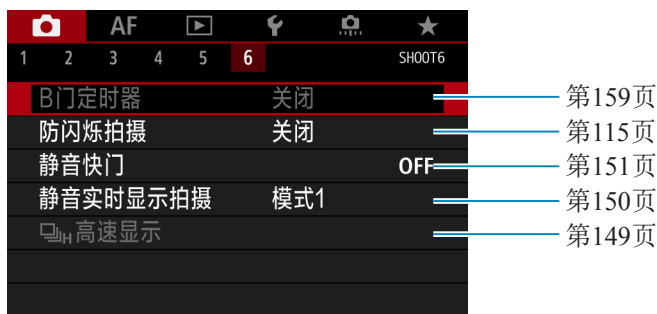 AF
1 2 3 4 5 6 SHOOT6
B门定时器 关闭 第159页
防闪烁拍摄 关闭 第115页
静音快门 OFF 第151页
静音实时显示拍摄 模式1 第150页
H高速显示 第149页